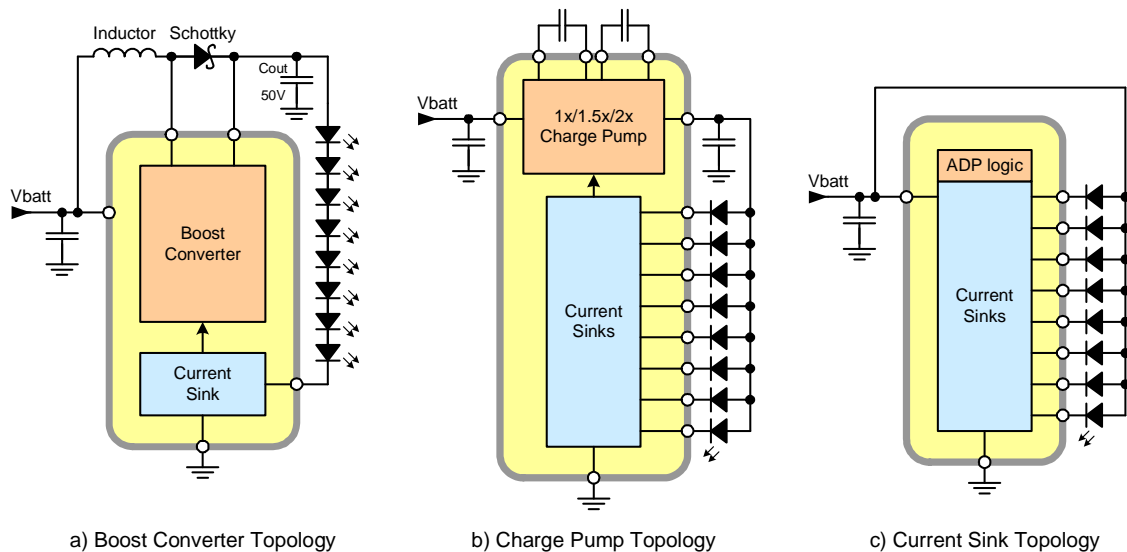 Inductor
Schottky
Cout
50V
Vbatt
Boost
Converter
Current
Sink
a) Boost Converter Topology
Vbatt
1x/1.5x/2x
Charge Pump
Current
Sinks
b) Charge Pump Topology
Vbatt
ADP logic
Current
Sinks
c) Current Sink Topology